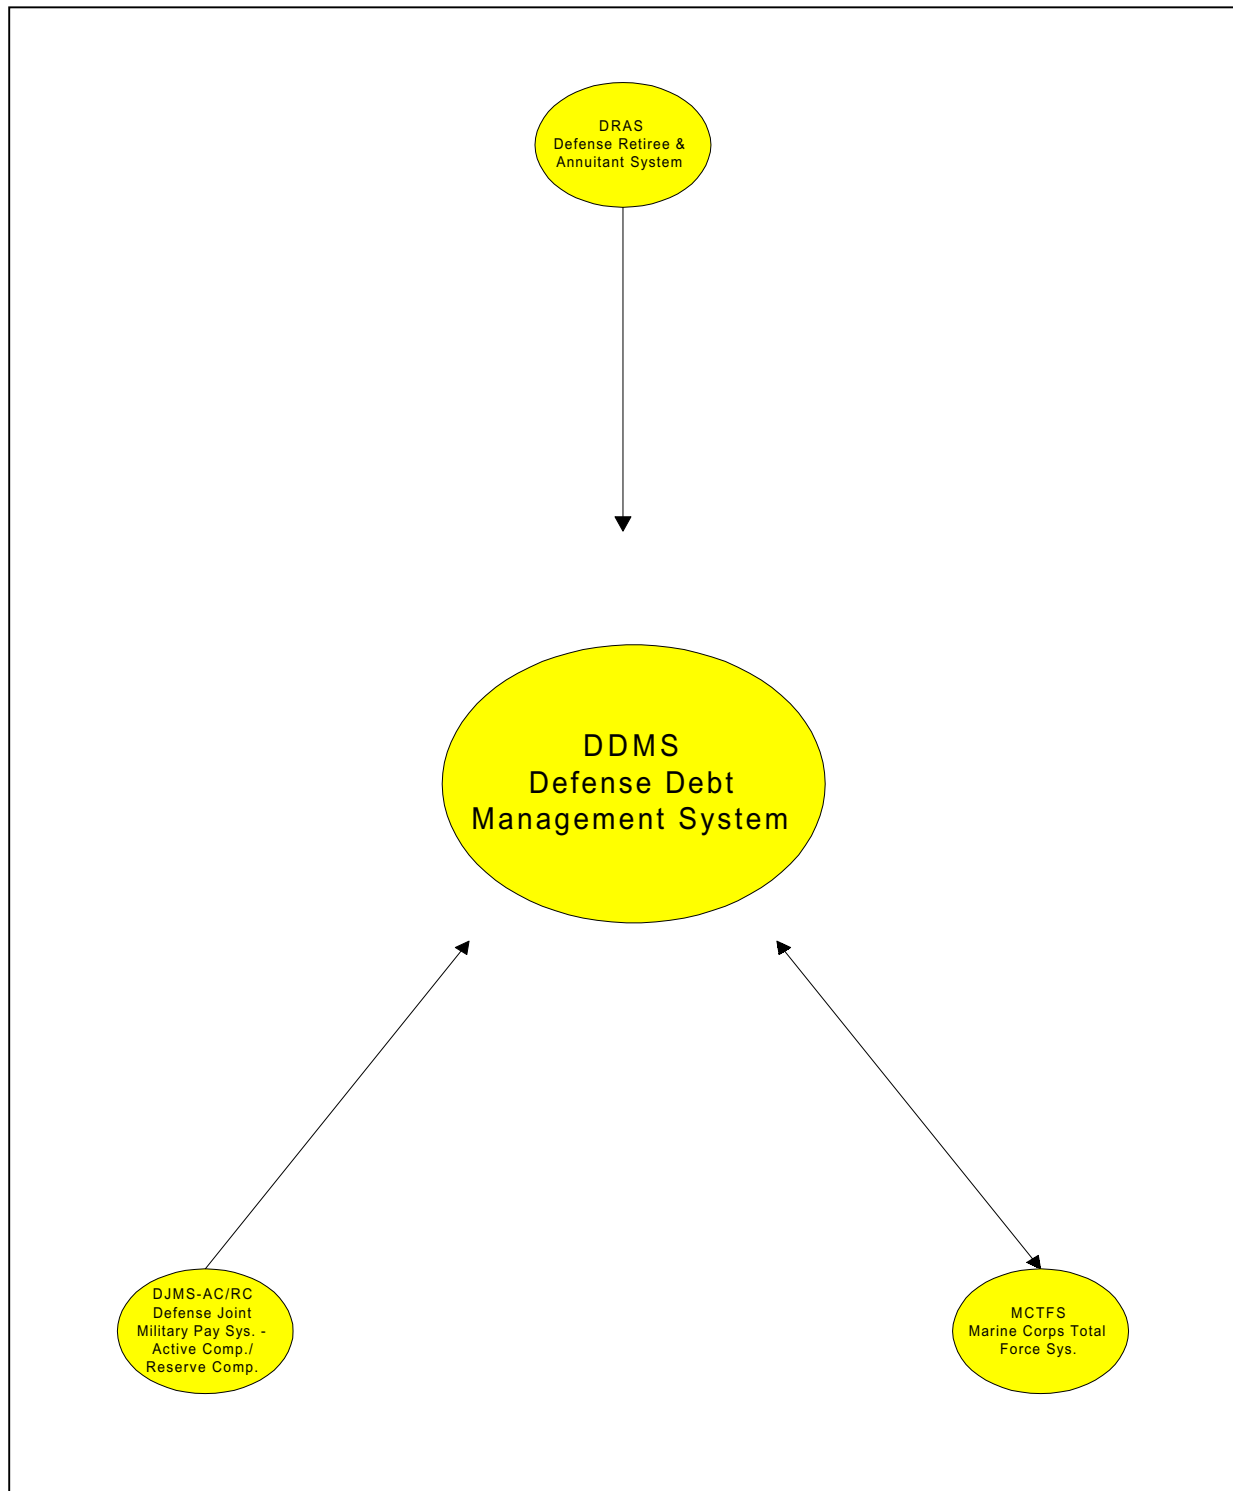 DRAS
Defense Retiree &
Annuitant System
DDMS
Defense Debt
Management System
DJMS-AC/RC
Defense Joint
Military Pay Sys. -
Active Comp./
Reserve Comp.
MCTFS
Marine Corps Total
Force Sys.